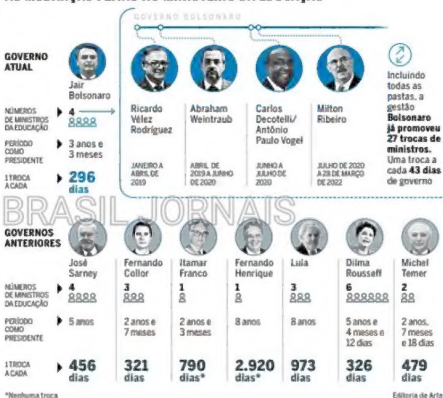 GOVERNO BOLSONARO
GOVERNO
ATUAL
Jair
Bolsonaro
NÚMEROS
DE MINISTROS
DA EDUCAÇÃO
4
PERÍODO
COMO
PRESIDENTE
3 anos e
3 meses
1 TROCA
A CADA
296
dias
Ricardo
Vélez
Rodríguez
JANEIRO A
ABRIL DE
2019
Abraham
Weintraub
ABRIL DE
2019 A JUNHO
DE 2020
Carlos
Decotelli/
Antônio
Paulo Vogel
JUNHO A
JULHO DE
2020
Milton
Ribeiro
JULHO DE 2020
A 28 DE MARÇO
DE 2022
Incluindo
todas as
pastas, a
gestão
Bolsonaro
já promoveu
27 trocas de
ministros.
Uma troca a
cada 43 dias
de governo
BRASIL JORNAIS
GOVERNOS
ANTERIORES
José
Sarney
Fernando
Collor
Itamar
Franco
Fernando
Henrique
Lula
Dilma
Rousseff
Michel
Temer
NÚMEROS
DE MINISTROS
DA EDUCAÇÃO
4 3 1 1 3 6 2
PERÍODO
COMO
PRESIDENTE
5 anos
2 anos e
7 meses
2 anos e
3 meses
8 anos
8 anos
5 anos e
4 meses e
12 dias
2 anos,
7 meses
e 18 dias
1 TROCA
A CADA
456
dias
321
dias
790
dias*
2.920
dias*
973
dias
326
dias
479
dias
*Nenhuma troca
Editoria de Arte